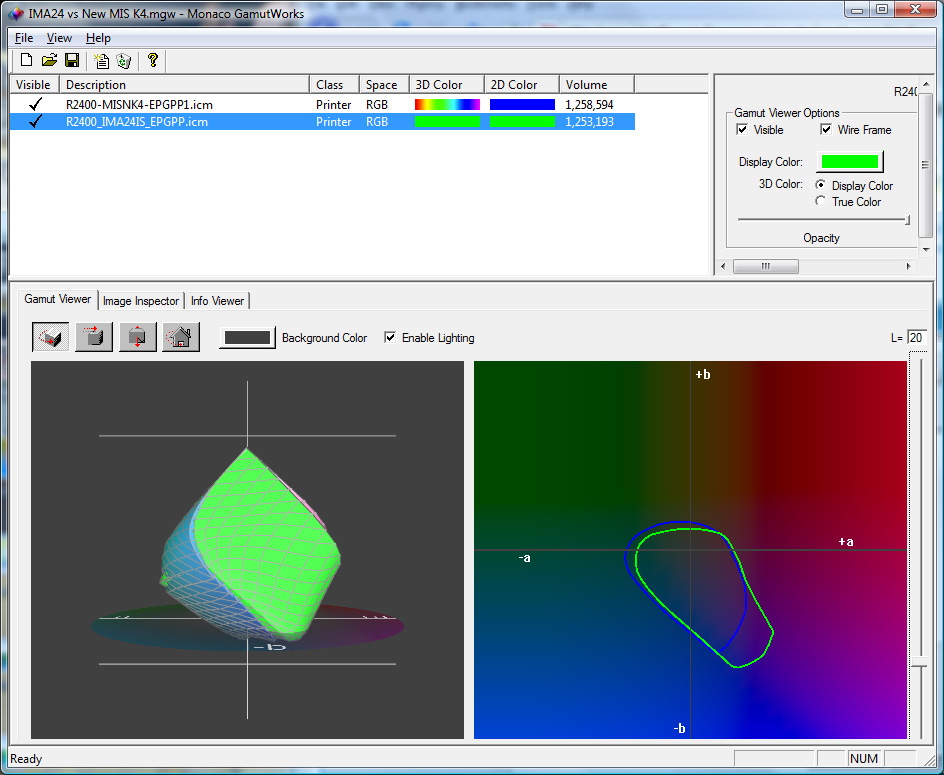 IMA24 vs New MIS K4.mgw - Monaco GamutWorks
File View Help
Visible Description Class Space 3D Color 2D Color Volume
R2400-MISNK4-EPGPP1.icm Printer RGB 1,258,594
R2400_IMA24IS_EPGPP.icm Printer RGB 1,253,193
R240
Gamut Viewer Options
Visible Wire Frame
Display Color:
3D Color: Display Color
True Color
Opacity
Gamut Viewer Image Inspector Info Viewer
Background Color Enable Lighting L= 20
+b
+a
-a
-b
-b
Ready NUM